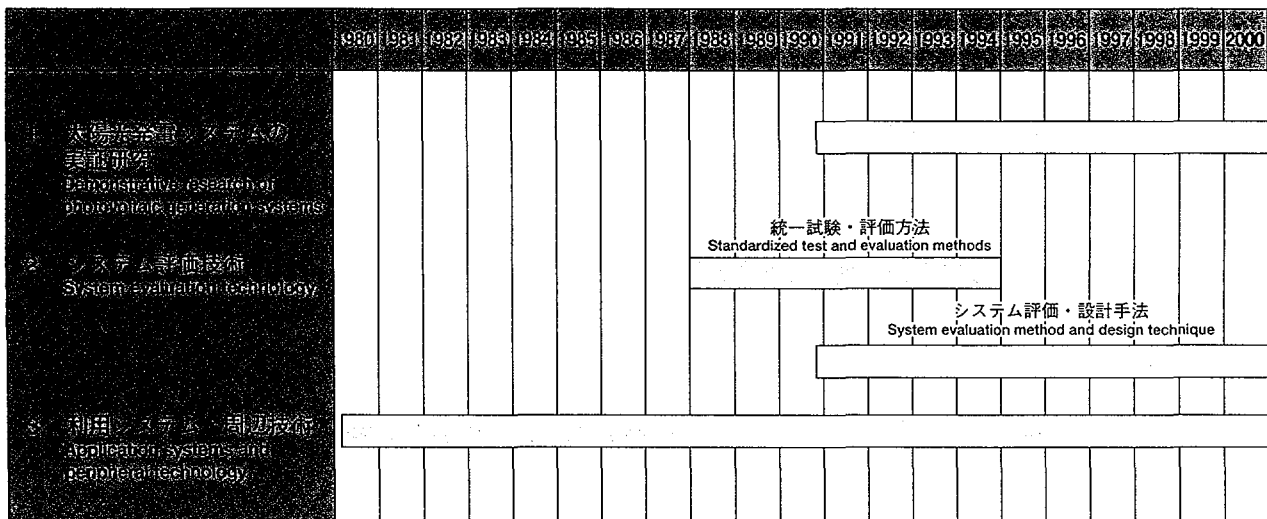 1980 1981 1982 1983 1984 1985 1986 1987 1988 1989 1990 1991 1992 1993 1994 1995 1996 1997 1998 1999 2000
1 太陽光発電システムの
実証研究
Demonstrative research of
photovoltaic generation systems
統一試験・評価方法
Standardized test and evaluation methods
2 システム評価技術
System evaluation technology
システム評価・設計手法
System evaluation method and design technique
3 利用システム・周辺技術
Application systems and
peripheral technology